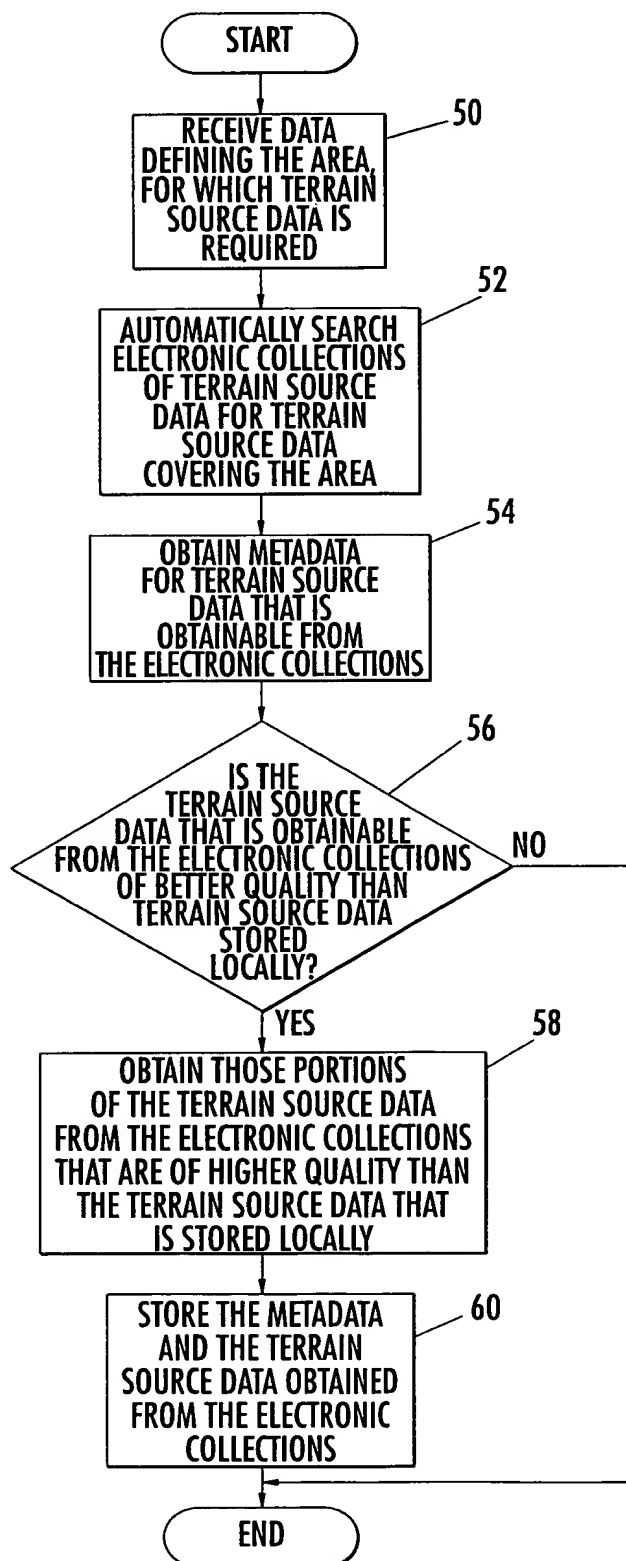 START
50
RECEIVE DATA
DEFINING THE AREA,
FOR WHICH TERRAIN
SOURCE DATA IS
REQUIRED
52
AUTOMATICALLY SEARCH
ELECTRONIC COLLECTIONS
OF TERRAIN SOURCE
DATA FOR TERRAIN
SOURCE DATA
COVERING THE AREA
54
OBTAIN METADATA
FOR TERRAIN SOURCE
DATA THAT IS
OBTAINABLE FROM
THE ELECTRONIC COLLECTIONS
56
IS THE
TERRAIN SOURCE
DATA THAT IS OBTAINABLE
FROM THE ELECTRONIC COLLECTIONS
OF BETTER QUALITY THAN
TERRAIN SOURCE DATA
STORED
LOCALLY?
NO
YES
58
OBTAIN THOSE PORTIONS
OF THE TERRAIN SOURCE DATA
FROM THE ELECTRONIC COLLECTIONS
THAT ARE OF HIGHER QUALITY THAN
THE TERRAIN SOURCE DATA THAT
IS STORED LOCALLY
60
STORE THE METADATA
AND THE TERRAIN
SOURCE DATA OBTAINED
FROM THE ELECTRONIC
COLLECTIONS
END